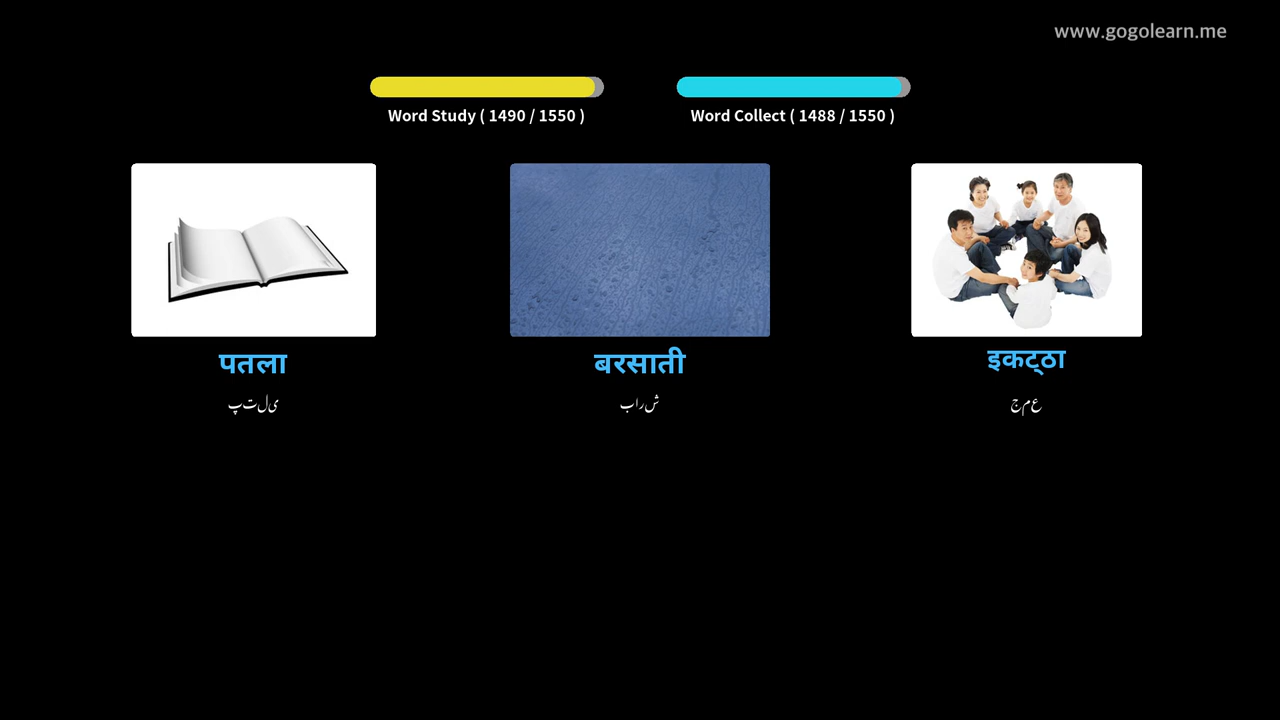 www.gogolearn.me
Word Study ( 1490 / 1550 )
Word Collect ( 1488 / 1550 )
पतला
बरसाती
इकट्ठा
پتلی
بارش
جمع